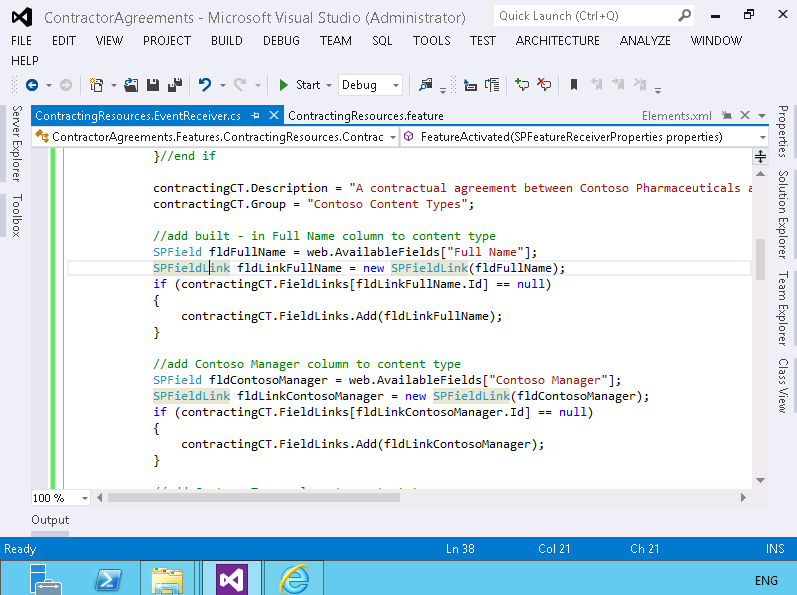 ContractorAgreements - Microsoft Visual Studio (Administrator)
Quick Launch (Ctrl+Q)
FILE EDIT VIEW PROJECT BUILD DEBUG TEAM SQL TOOLS TEST ARCHITECTURE ANALYZE WINDOW
HELP
Start Debug
ContractingResources.EventReceiver.cs ContractingResources.feature Elements.xml
ContractorAgreements.Features.ContractingResources.Contrac FeatureActivated(SPFeatureReceiverProperties properties)
Server Explorer
Toolbox
}//end if
contractingCT.Description = "A contractual agreement between Contoso Pharmaceuticals a
contractingCT.Group = "Contoso Content Types";
//add built - in Full Name column to content type
SPField fldFullName = web.AvailableFields["Full Name"];
SPFieldLink fldLinkFullName = new SPFieldLink(fldFullName);
if (contractingCT.FieldLinks[fldLinkFullName.Id] == null)
{
contractingCT.FieldLinks.Add(fldLinkFullName);
}
//add Contoso Manager column to content type
SPField fldContosoManager = web.AvailableFields["Contoso Manager"];
SPFieldLink fldLinkContosoManager = new SPFieldLink(fldContosoManager);
if (contractingCT.FieldLinks[fldLinkContosoManager.Id] == null)
{
contractingCT.FieldLinks.Add(fldLinkContosoManager);
}
Properties
Solution Explorer
Team Explorer
Class View
100 %
Output
Ready Ln 38 Col 21 Ch 21 INS
ENG